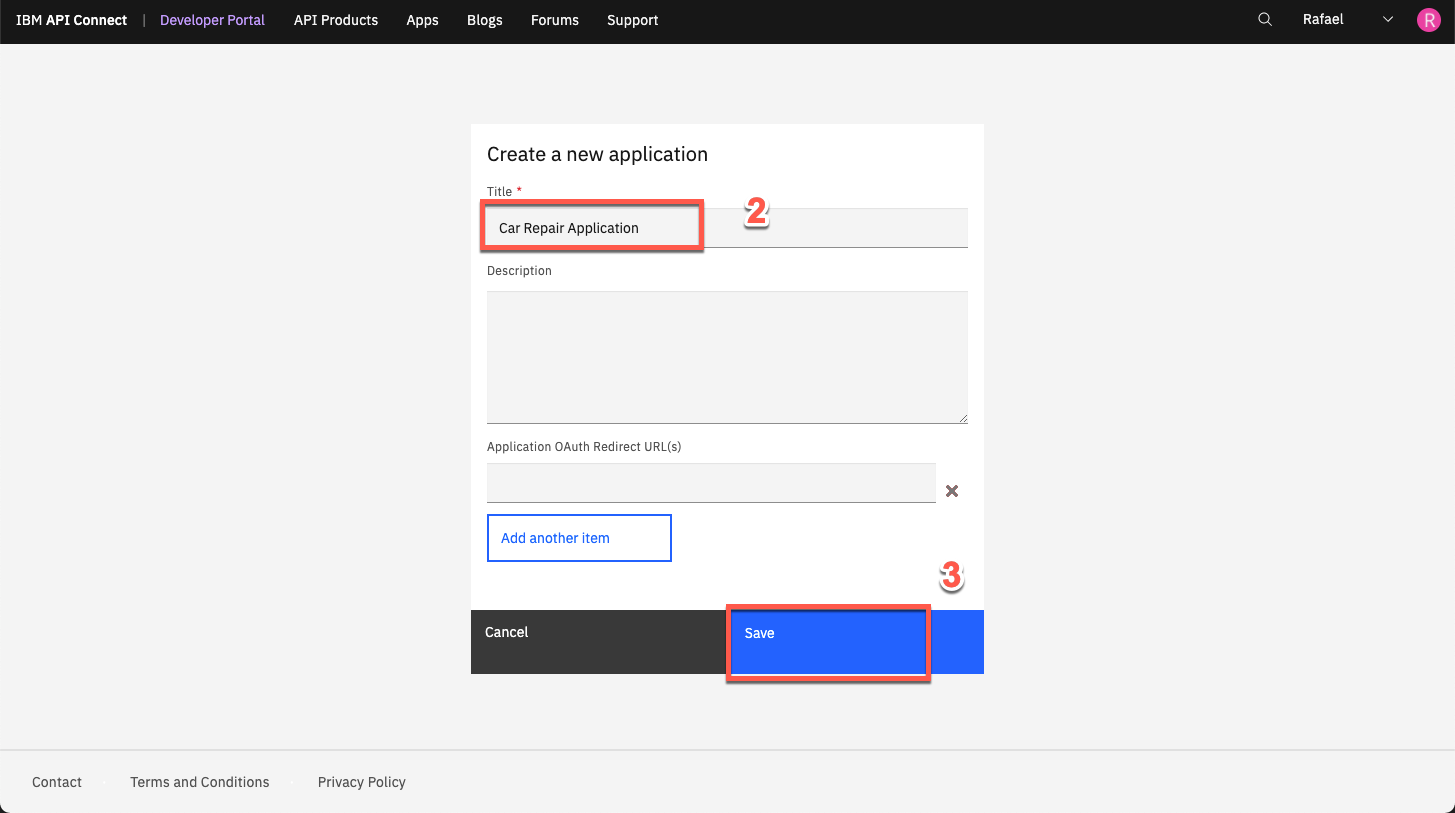 IBM API Connect | Developer Portal API Products Apps Blogs Forums Support Rafael R
Create a new application
Title *
2
Car Repair Application
Description
Application OAuth Redirect URL(s)
Add another item
3
Cancel Save
Contact Terms and Conditions Privacy Policy